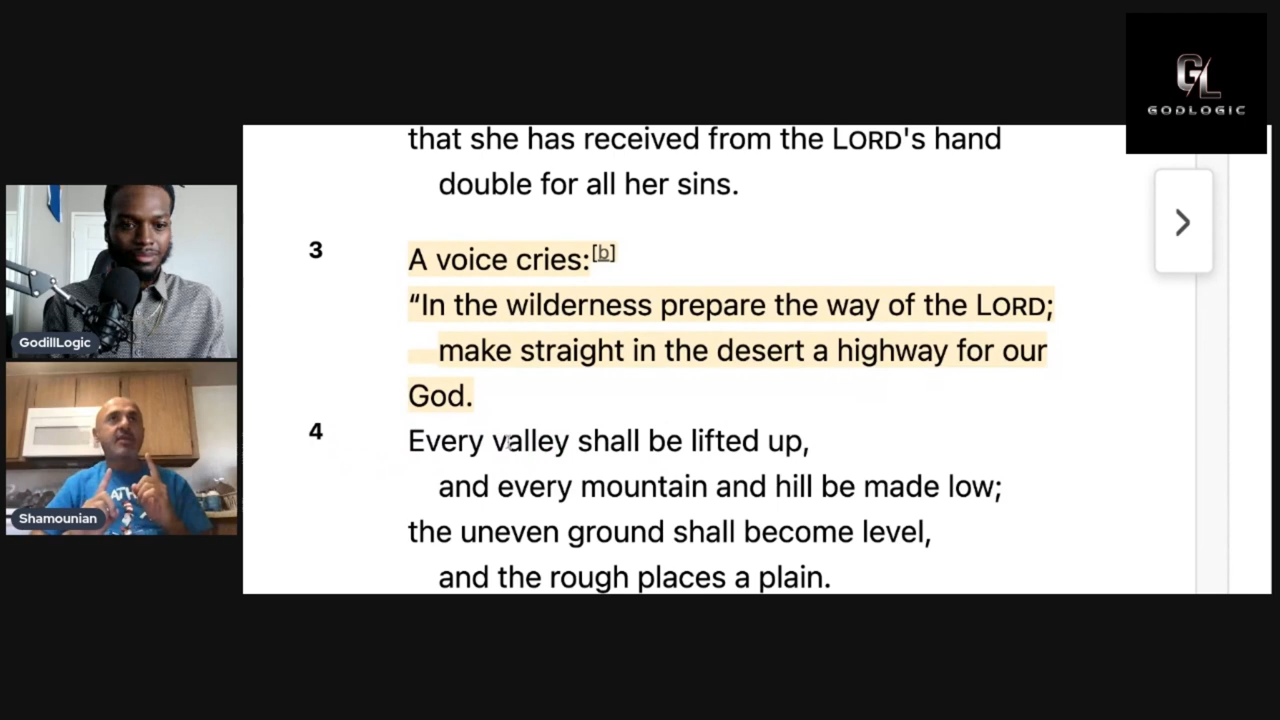 GL
GODLOGIC
that she has received from the LORD's hand
double for all her sins.
3 A voice cries:[b]
“In the wilderness prepare the way of the LORD;
make straight in the desert a highway for our
God.
4 Every valley shall be lifted up,
and every mountain and hill be made low;
the uneven ground shall become level,
and the rough places a plain.
GodillLogic
Shamounian